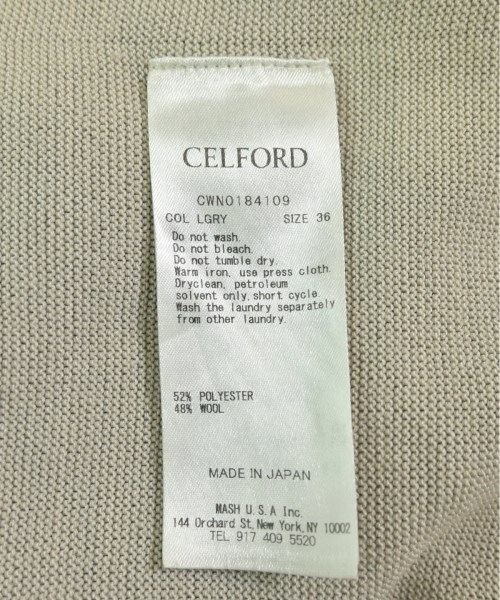 CELFORD
CWNO184109
COL LGRY SIZE 36
Do not wash.
Do not bleach.
Do not tumble dry.
Warm iron, use press cloth.
Dryclean, petroleum
solvent only, short cycle.
Wash the laundry separately
from other laundry.
52% POLYESTER
48% WOOL
MADE IN JAPAN
MASH U.S.A Inc.
144 Orchard St, New York, NY 10002
TEL 917 409 5520